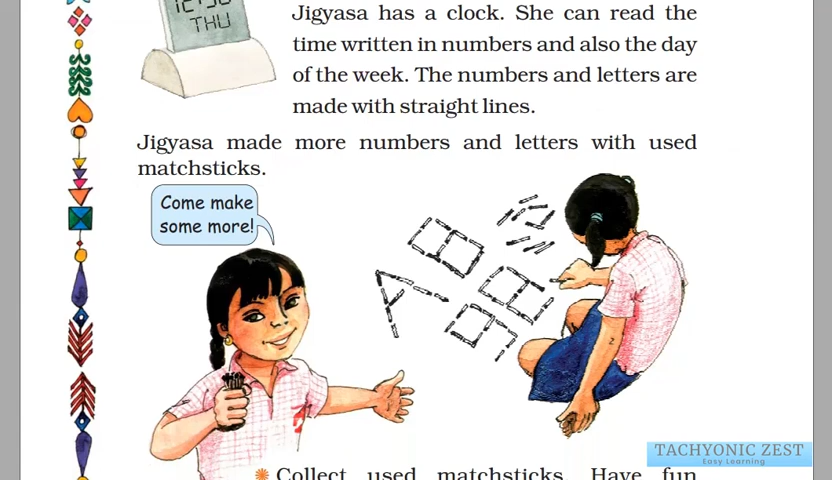 THU
Jigyasa has a clock. She can read the
time written in numbers and also the day
of the week. The numbers and letters are
made with straight lines.
Jigyasa made more numbers and letters with used
matchsticks.
Come make
some more!
TACHYONIC ZEST
Easy Learning
Collect used matchsticks. Have fun